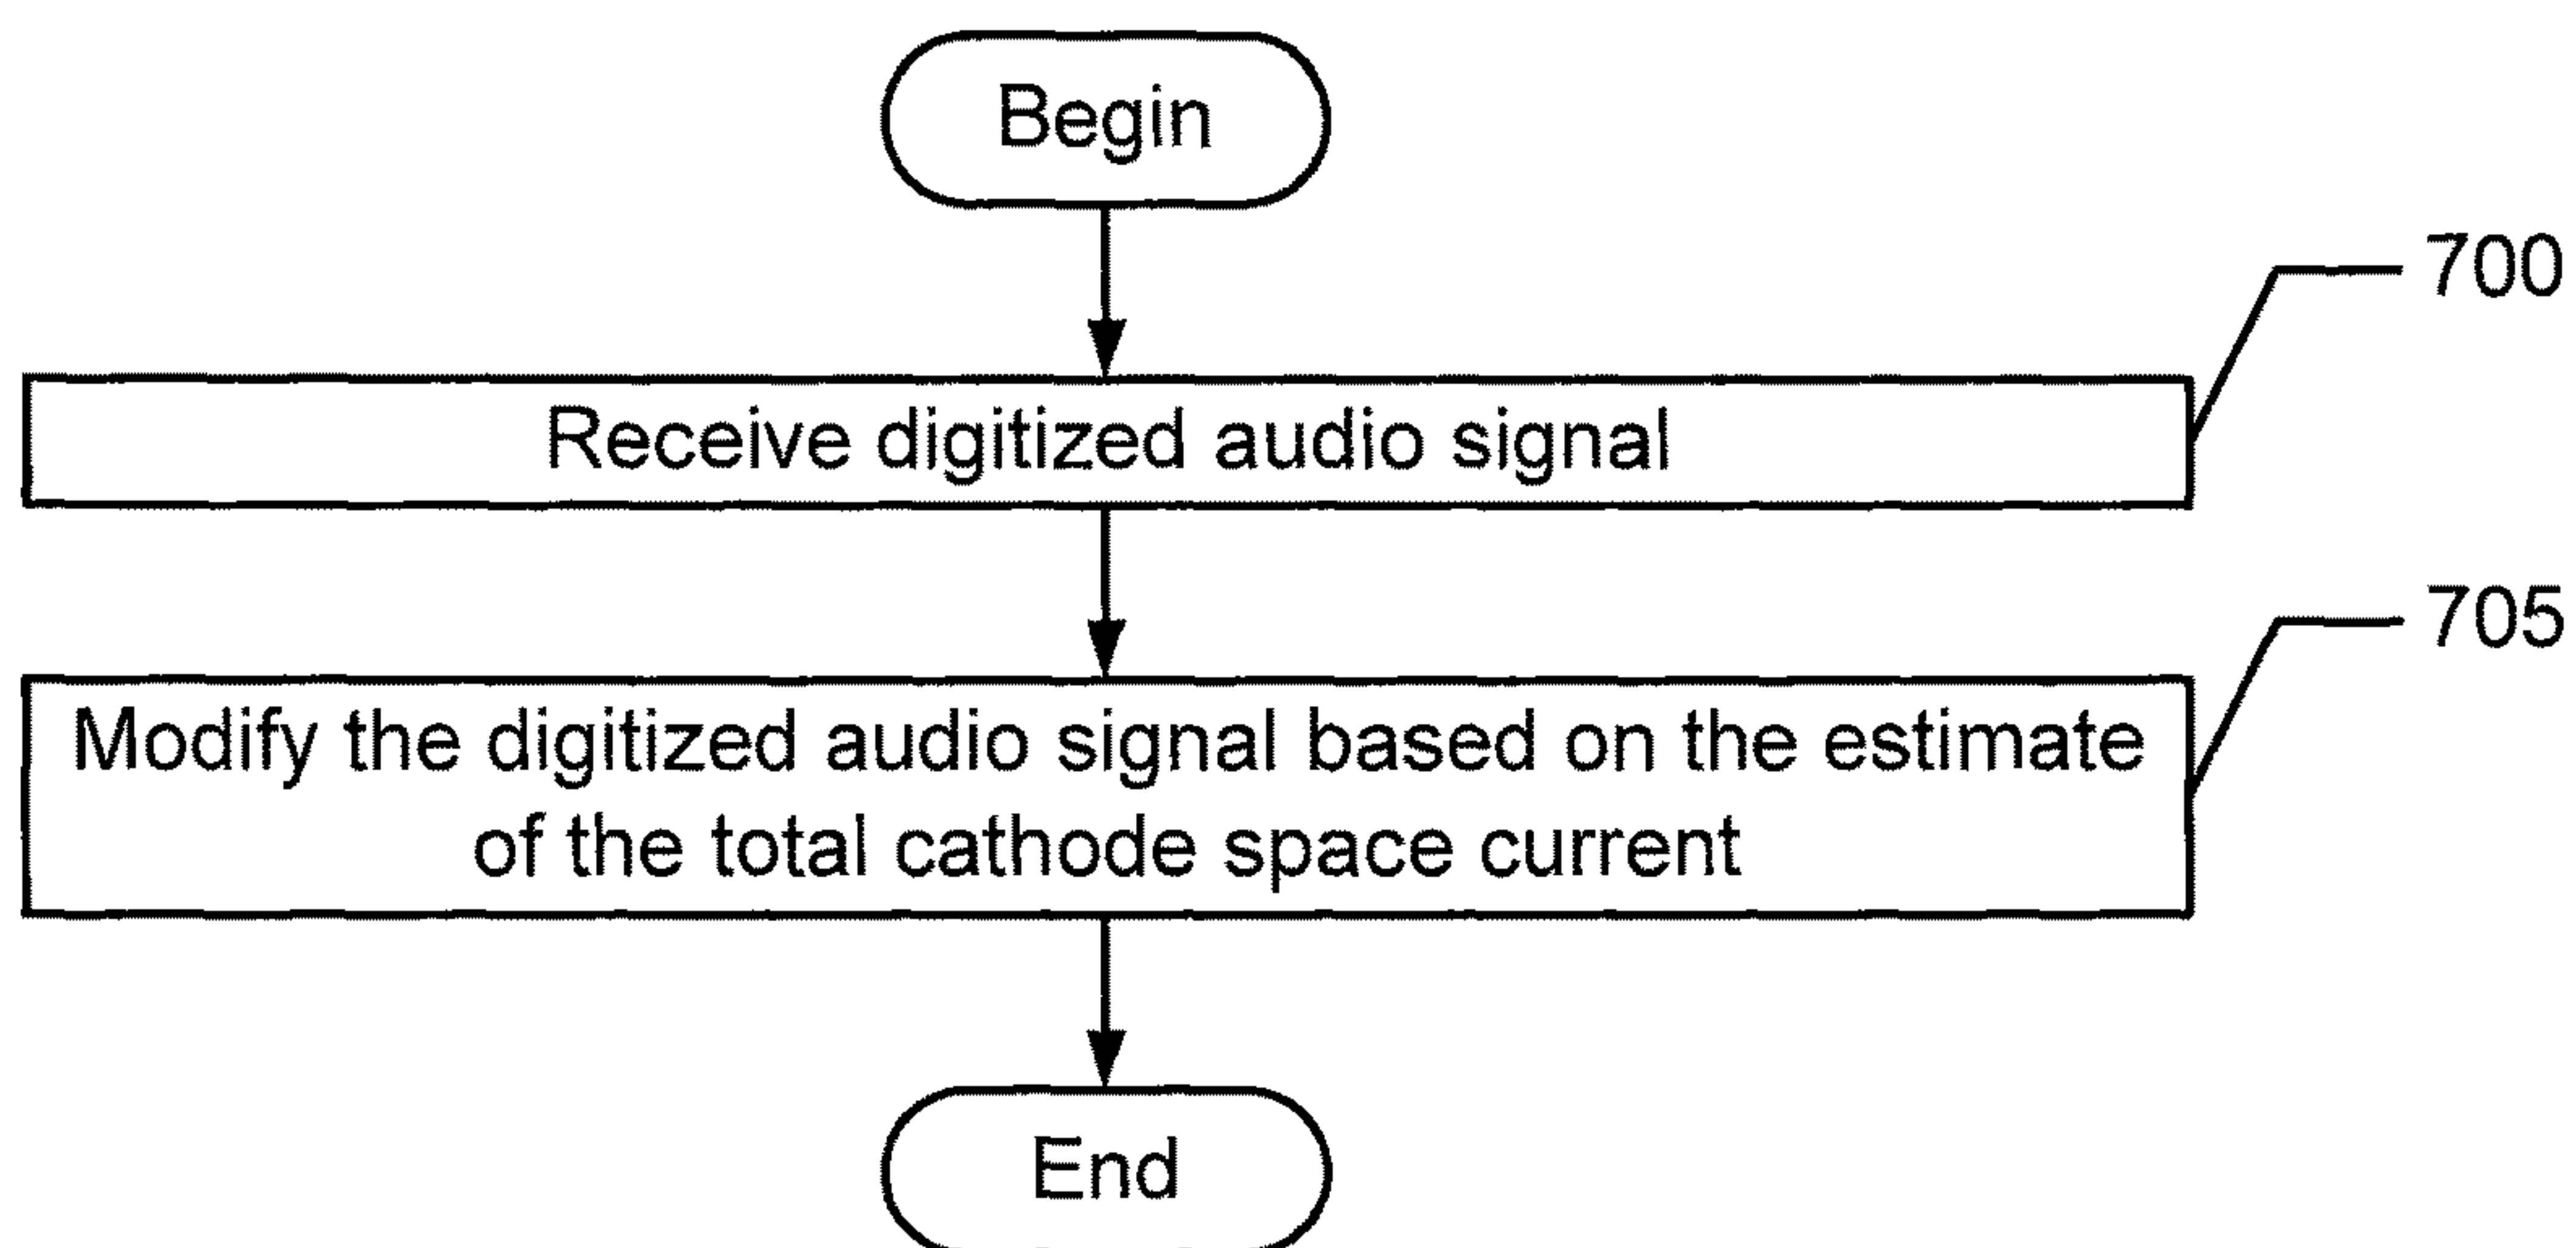 Begin
700
Receive digitized audio signal
705
Modify the digitized audio signal based on the estimate
of the total cathode space current
End